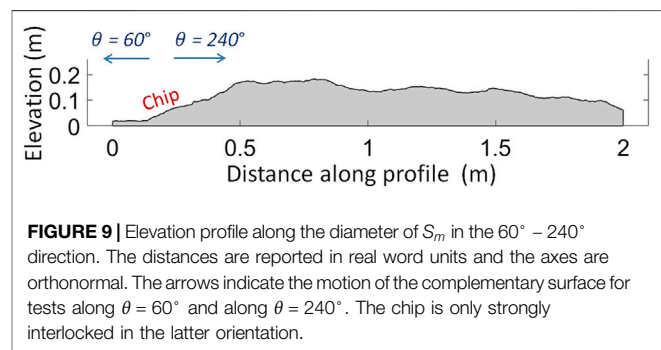 θ = 60° θ = 240°
Elevation (m)
0.2
0.1
0
Chip
0 0.5 1 1.5 2
Distance along profile (m)
FIGURE 9 | Elevation profile along the diameter of Sm in the 60° – 240°
direction. The distances are reported in real word units and the axes are
orthonormal. The arrows indicate the motion of the complementary surface for
tests along θ = 60° and along θ = 240°. The chip is only strongly
interlocked in the latter orientation.